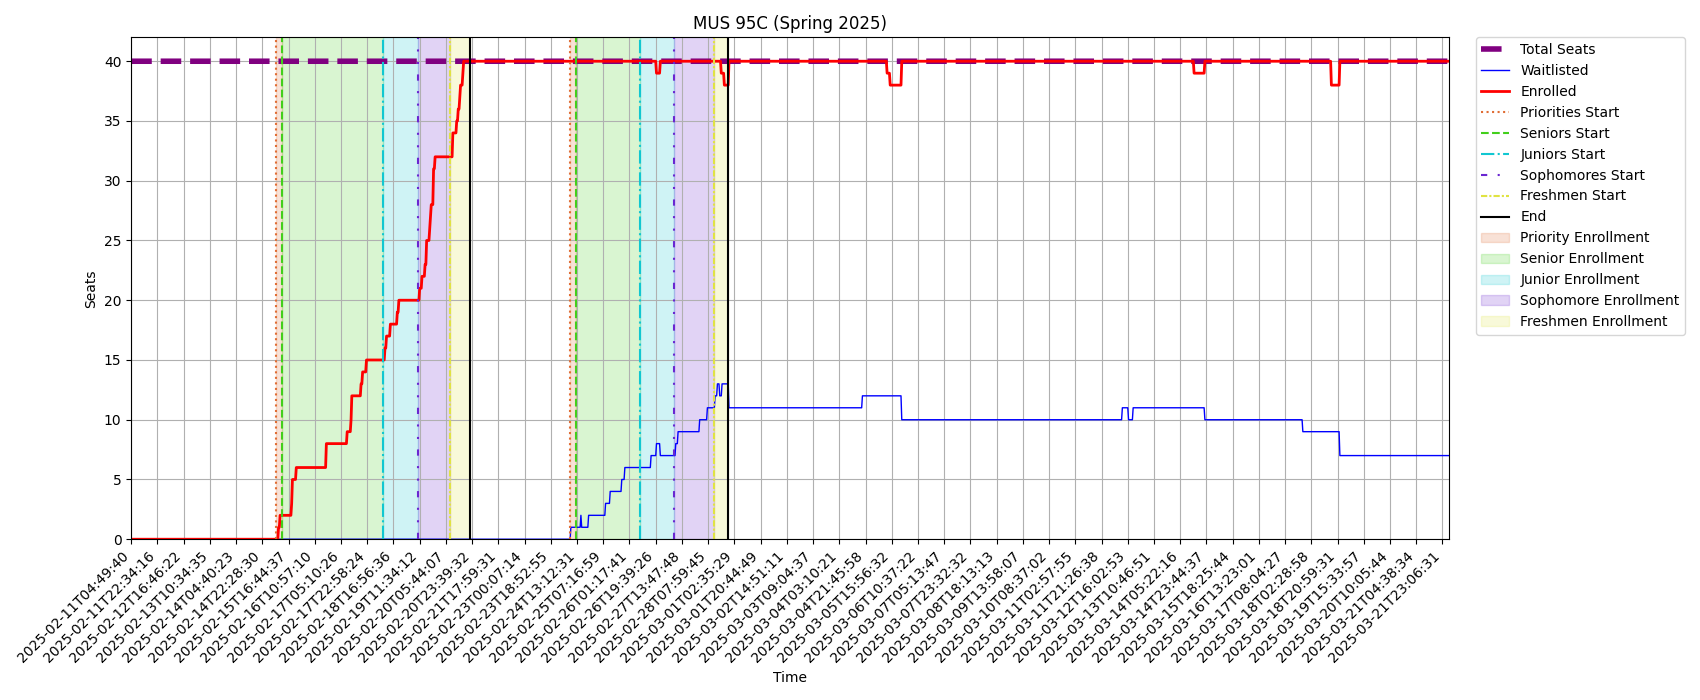 MUS 95C (Spring 2025)
Seats
40
35
30
25
20
15
10
5
0
2025-02-11T04:49:40
2025-02-11T22:34:16
2025-02-12T16:46:22
2025-02-13T10:34:35
2025-02-14T04:40:23
2025-02-14T22:28:30
2025-02-15T16:44:37
2025-02-16T10:57:10
2025-02-17T05:10:26
2025-02-17T22:58:24
2025-02-18T16:56:36
2025-02-19T11:34:12
2025-02-20T05:44:07
2025-02-20T23:39:32
2025-02-21T17:59:31
2025-02-23T00:07:14
2025-02-23T18:52:55
2025-02-24T13:12:31
2025-02-25T07:16:59
2025-02-26T01:17:41
2025-02-26T19:39:26
2025-02-27T13:47:48
2025-02-28T07:59:45
2025-03-01T02:35:29
2025-03-01T20:44:49
2025-03-02T14:51:11
2025-03-03T09:04:37
2025-03-04T03:10:21
2025-03-04T21:45:58
2025-03-05T15:56:32
2025-03-06T10:37:22
2025-03-07T05:13:47
2025-03-07T23:32:32
2025-03-08T18:13:13
2025-03-09T13:58:07
2025-03-10T08:37:02
2025-03-11T02:57:55
2025-03-11T21:26:38
2025-03-12T16:02:53
2025-03-13T10:46:51
2025-03-14T05:22:16
2025-03-14T23:44:37
2025-03-15T18:25:44
2025-03-16T13:23:01
2025-03-17T08:04:27
2025-03-18T02:28:58
2025-03-18T20:59:31
2025-03-19T15:33:57
2025-03-20T10:05:44
2025-03-21T04:38:34
2025-03-21T23:06:31
Time
Total Seats
Waitlisted
Enrolled
Priorities Start
Seniors Start
Juniors Start
Sophomores Start
Freshmen Start
End
Priority Enrollment
Senior Enrollment
Junior Enrollment
Sophomore Enrollment
Freshmen Enrollment